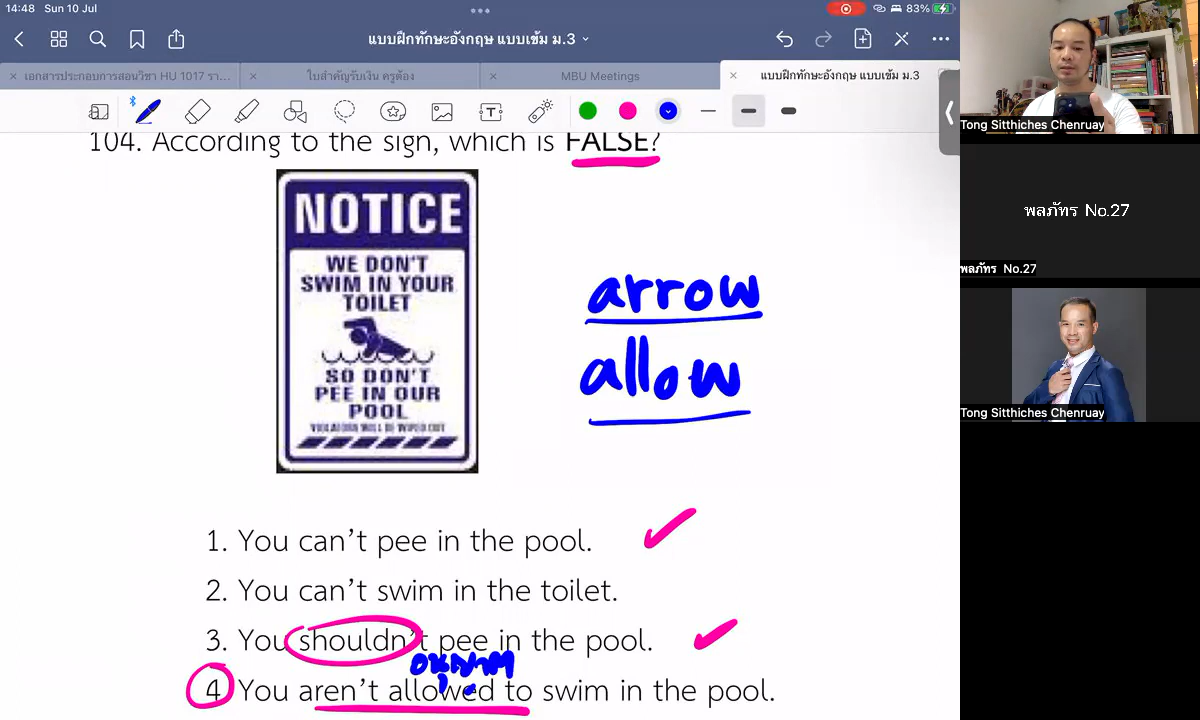 14:48 Sun 10 Jul
83%
แบบฝึกทักษะอังกฤษ แบบเข้ม ม.3
เอกสารประกอบการสอนวิชา HU 1017 รา...
ใบสำคัญรับเงิน ครูต้อง
MBU Meetings
แบบฝึกทักษะอังกฤษ แบบเข้ม ม.3
104. According to the sign, which is FALSE?
NOTICE
WE DON'T
SWIM IN YOUR
TOILET
SO DON'T
PEE IN OUR
POOL
VIOLATORS WILL BE WIPED OUT
arrow
allow
1. You can't pee in the pool.
2. You can't swim in the toilet.
3. You shouldn't pee in the pool.
อนุญาต
4. You aren't allowed to swim in the pool.
Tong Sitthiches Chenruay
พลภัทร No.27
พลภัทร No.27
Tong Sitthiches Chenruay